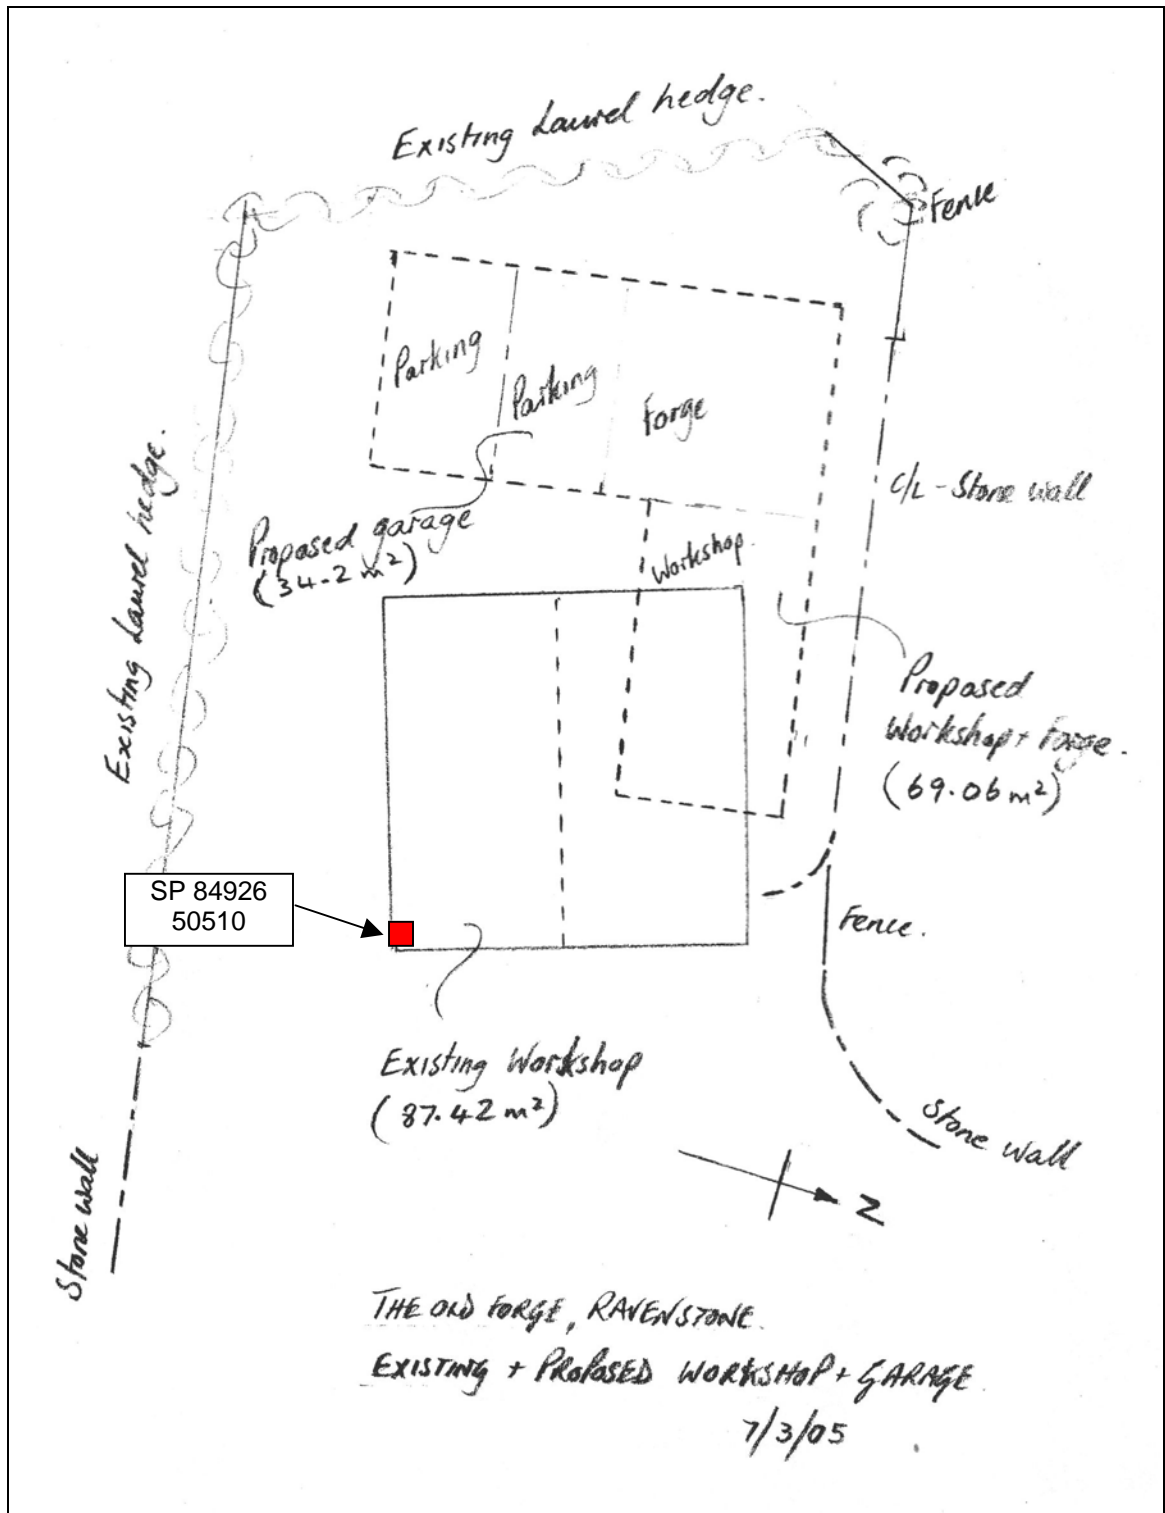 Existing Laurel hedge.
Fence
Parking
Parking
Forge
C/L - Stone wall
Existing Laurel hedge.
Proposed garage
(34.2 m²)
Workshop.
Proposed
Workshop + Forge.
(69.06 m²)
SP 84926
50510
Fence.
Existing Workshop
(87.42 m²)
Stone wall
Stone wall
N
THE OLD FORGE, RAVENSTONE.
EXISTING + PROPOSED WORKSHOP + GARAGE
7/3/05